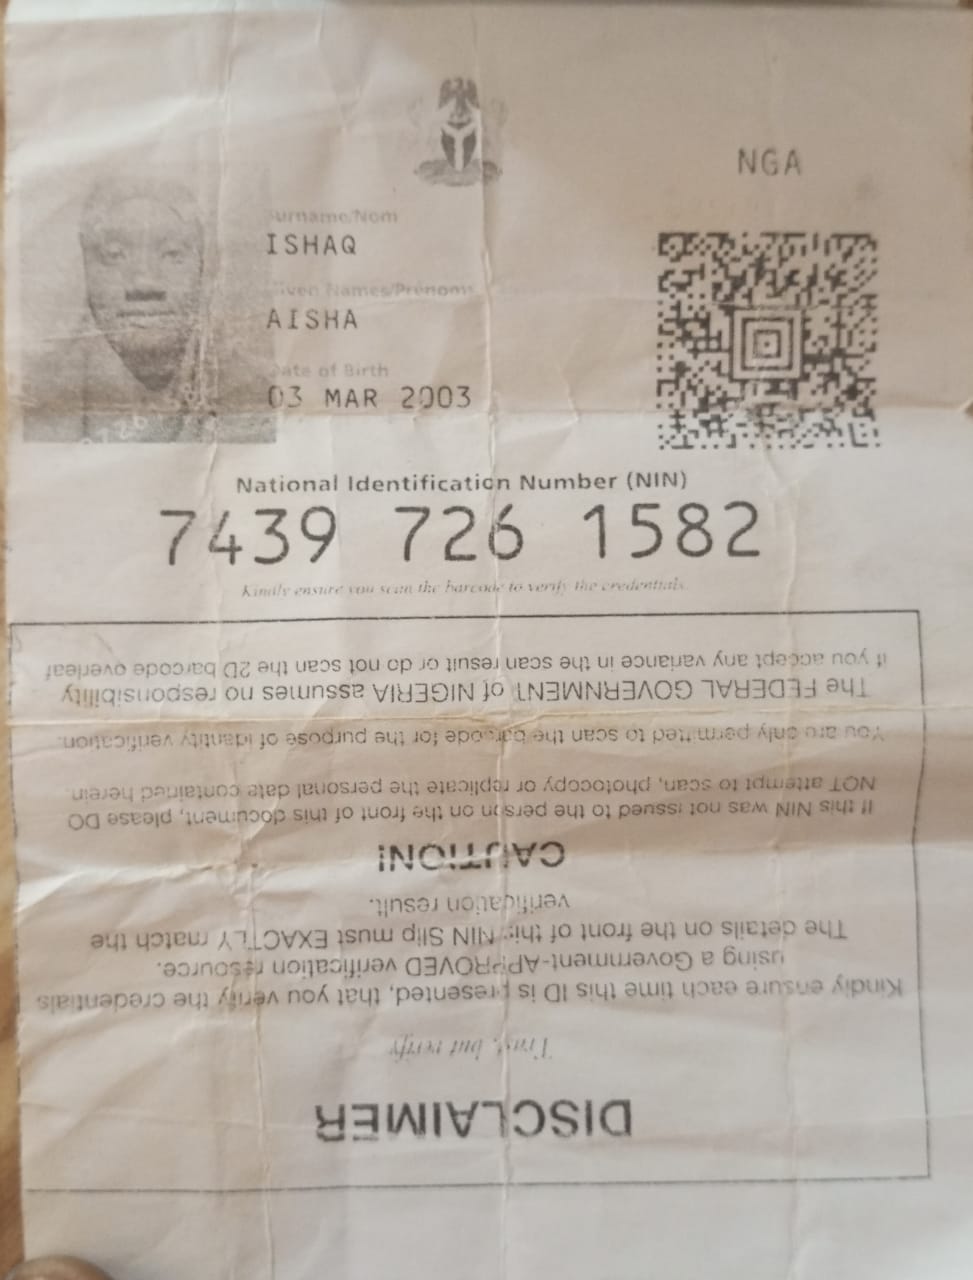 NGA
Surname/Nom
ISHAQ
Given Names/Prénoms
AISHA
Date of Birth
03 MAR 2003
National Identification Number (NIN)
7439 726 1582
Kindly ensure you scan the barcode to verify the credentials.
DISCLAIMER
Trust, but verify
Kindly ensure each time this ID is presented, that you verify the credentials
using a Government-APPROVED verification resource.
The details on the front of this NIN Slip must EXACTLY match the
verification result.
CAUTION!
If this NIN was not issued to the person on the front of this document, please DO
NOT attempt to scan, photocopy or replicate the personal data contained herein.
You are only permitted to scan the barcode for the purpose of identity verification.
The FEDERAL GOVERNMENT of NIGERIA assumes no responsibility
if you accept any variance in the scan result or do not scan the 2D barcode overleaf